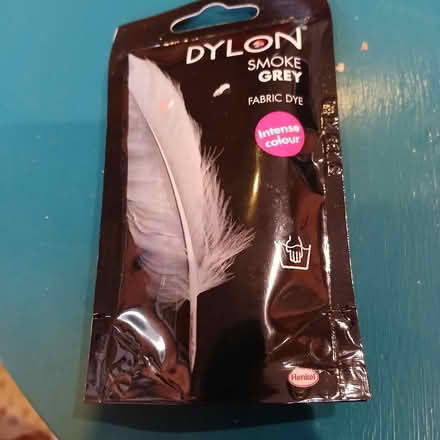 DYLON
SMOKE
GREY
FABRIC DYE
Intense
colour
Henkel